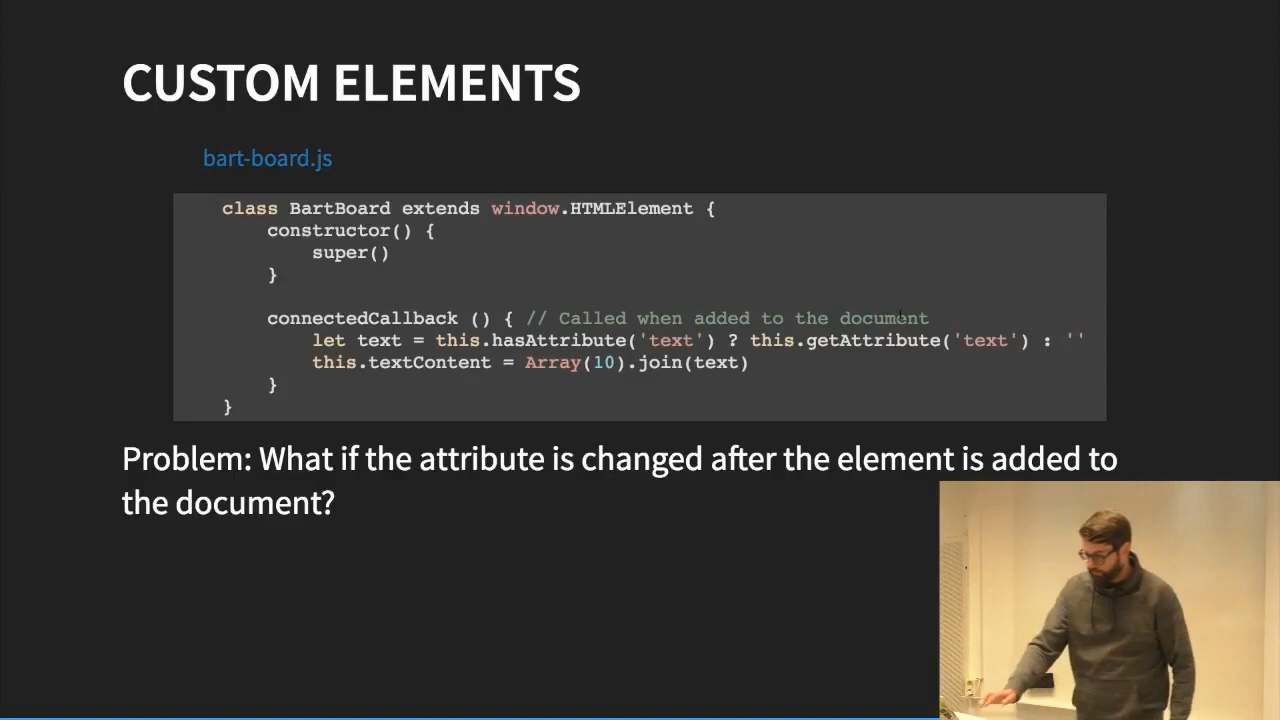 CUSTOM ELEMENTS
bart-board.js
class BartBoard extends window.HTMLElement {
constructor() {
super()
}
connectedCallback () { // Called when added to the document
let text = this.hasAttribute('text') ? this.getAttribute('text') : ''
this.textContent = Array(10).join(text)
}
}
Problem: What if the attribute is changed after the element is added to
the document?